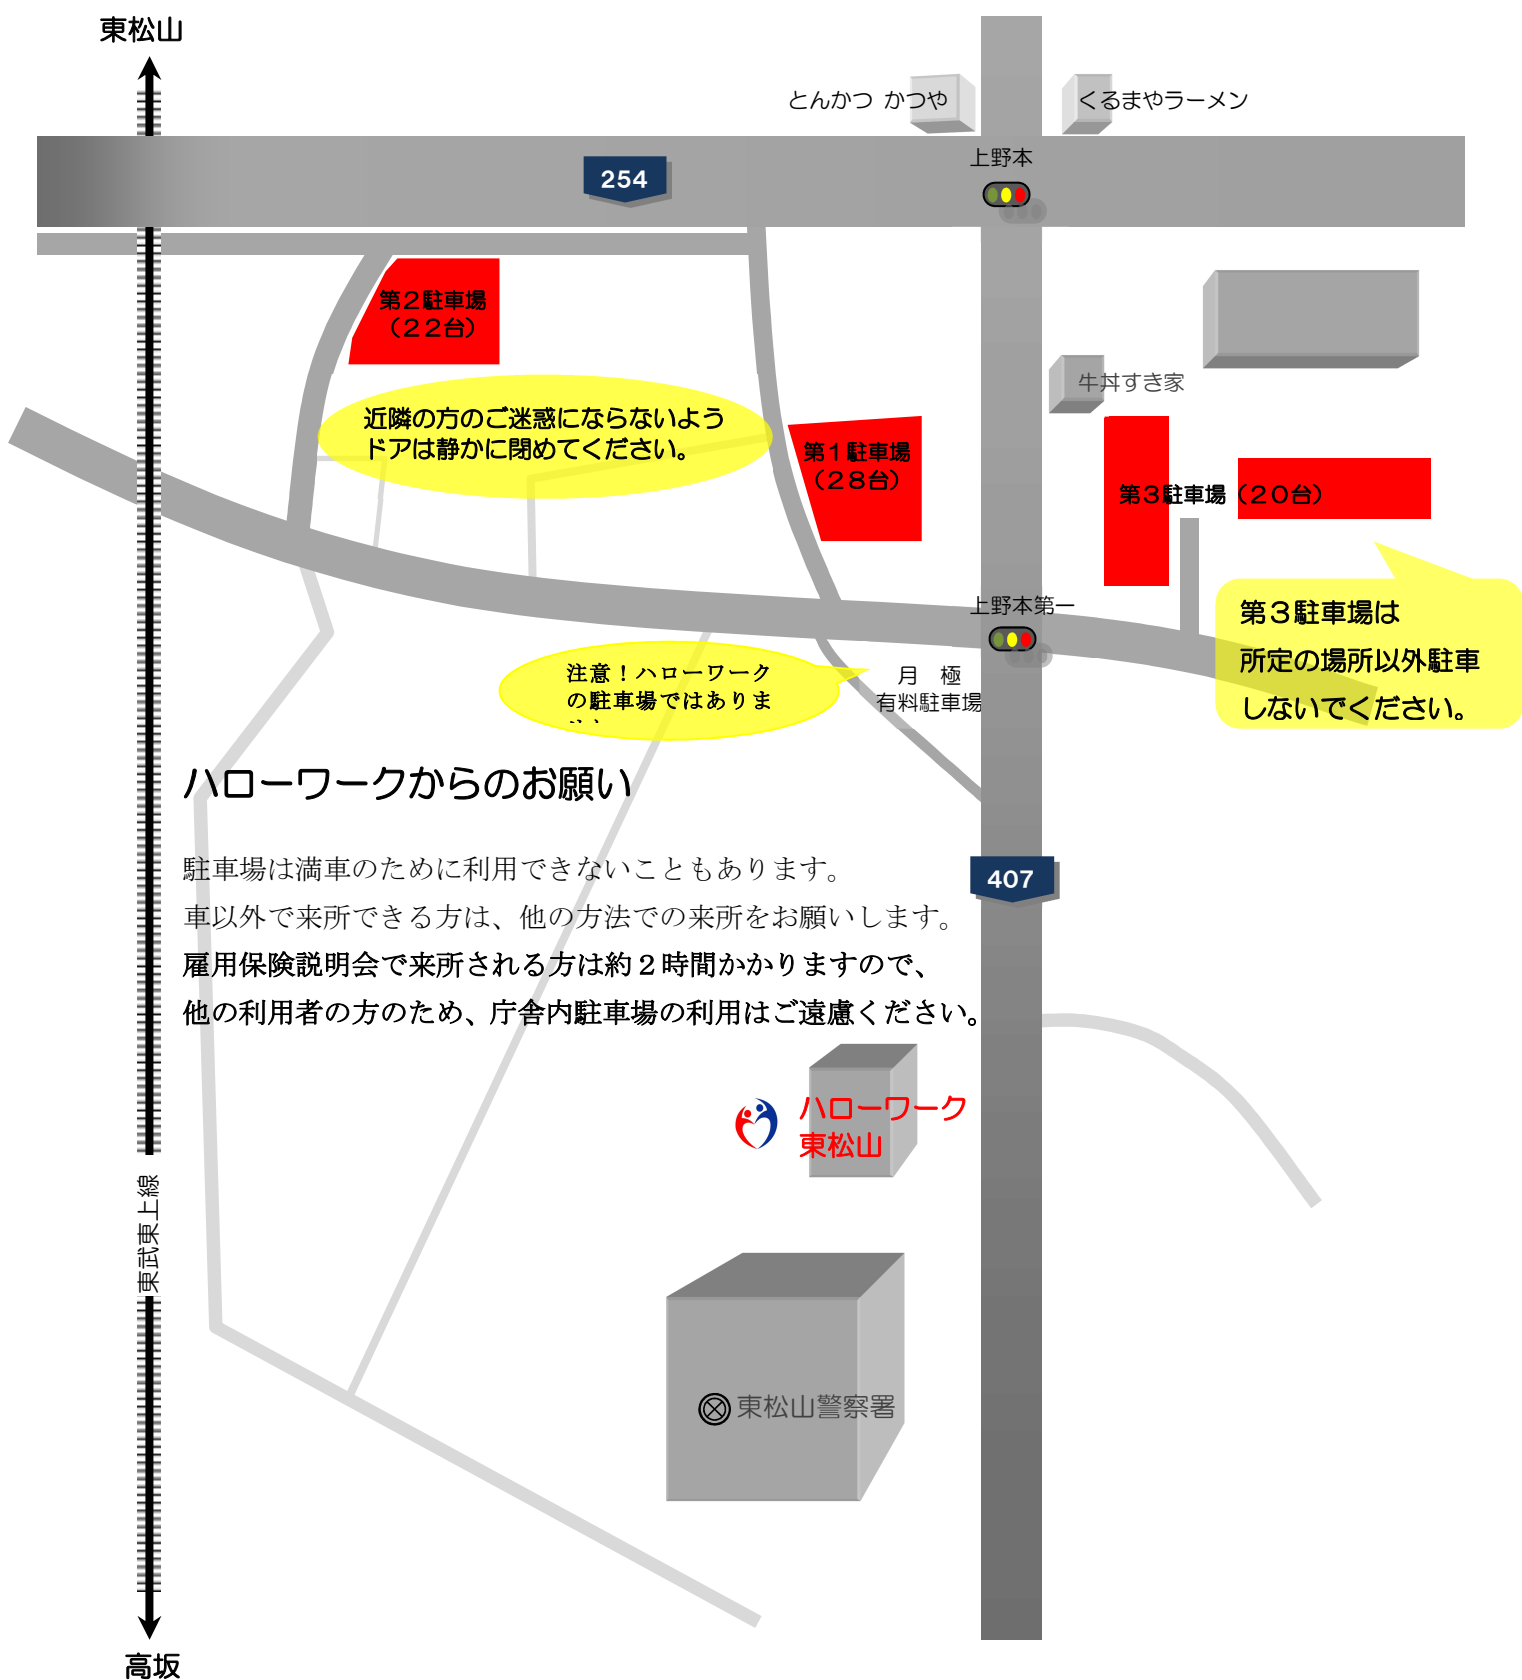 東松山
とんかつ かつや
くるまやラーメン
上野本
254
第2駐車場
（22台）
牛丼すき家
近隣の方のご迷惑にならないよう
ドアは静かに閉めてください。
第1駐車場
（28台）
第3駐車場（20台）
上野本第一
第3駐車場は
所定の場所以外駐車
しないでください。
注意！ハローワーク
の駐車場ではありま
月　極
有料駐車場
ハローワークからのお願い
駐車場は満車のために利用できないこともあります。
車以外で来所できる方は、他の方法での来所をお願いします。
雇用保険説明会で来所される方は約２時間かかりますので、
他の利用者の方のため、庁舎内駐車場の利用はご遠慮ください。
407
ハローワーク
東松山
東武東上線
東松山警察署
高坂